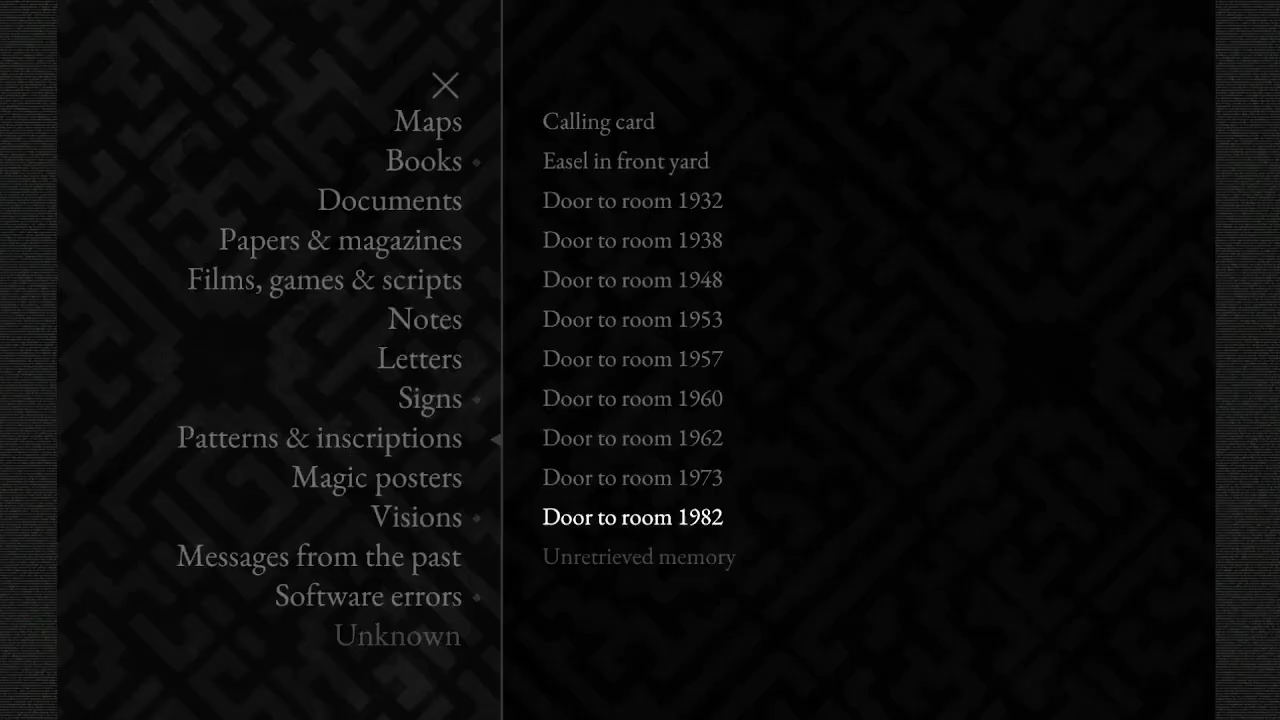 Maps
Books
Documents
Papers & magazines
Films, games & scripts
Notes
Letters
Signs
Patterns & inscriptions
Magic posters
Visions
Messages from the past
Software errors
Unknown
Calling card
Easel in front yard
Door to room 1932
Door to room 1938
Door to room 1948
Door to room 1953
Door to room 1957
Door to room 1960
Door to room 1962
Door to room 1973
Door to room 1982
Unretrieved memory